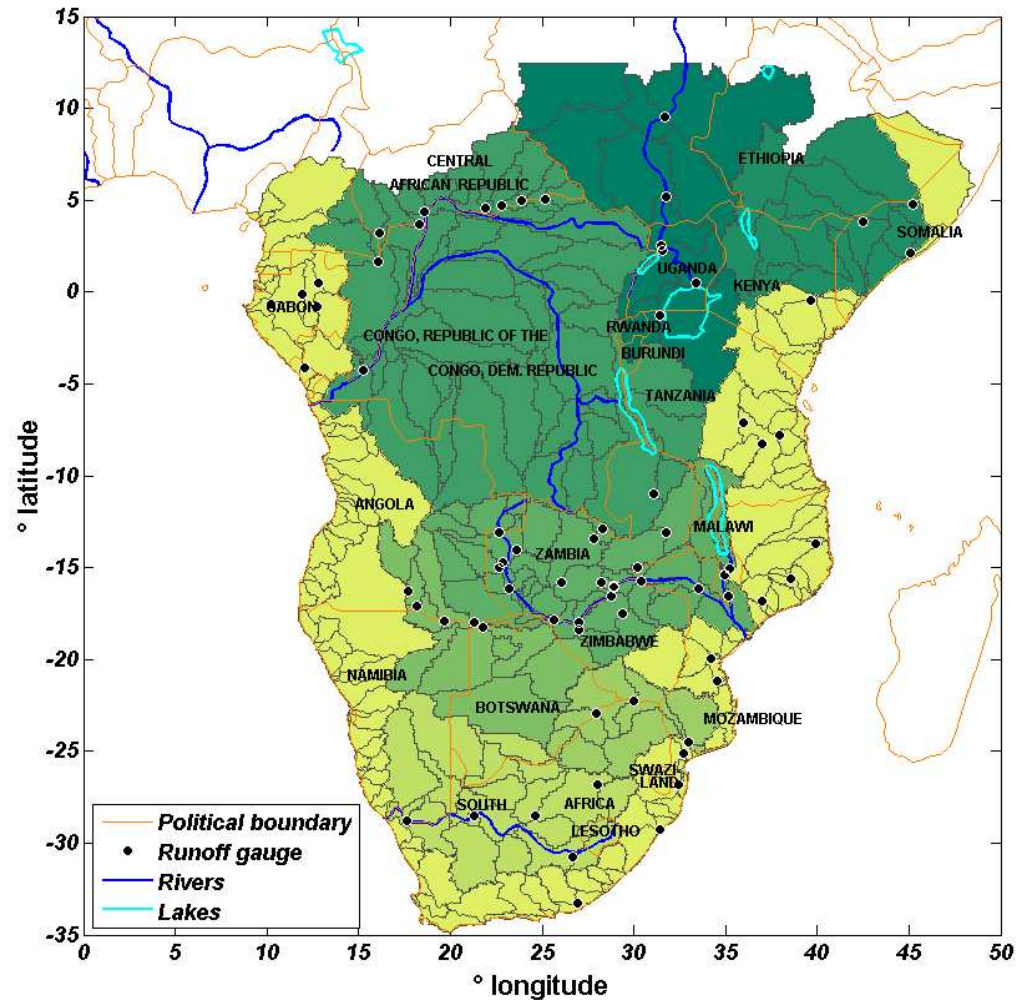 15
10
5
0
-5
-10
-15
-20
-25
-30
-35
° latitude
CENTRAL
AFRICAN REPUBLIC
ETHIOPIA
SOMALIA
UGANDA
KENYA
GABON
RWANDA
CONGO, REPUBLIC OF THE
BURUNDI
CONGO, DEM. REPUBLIC
TANZANIA
ANGOLA
MALAWI
ZAMBIA
ZIMBABWE
NAMIBIA
BOTSWANA
MOZAMBIQUE
SWAZI-
LAND
SOUTH AFRICA
LESOTHO
Political boundary
Runoff gauge
Rivers
Lakes
0 5 10 15 20 25 30 35 40 45 50
° longitude